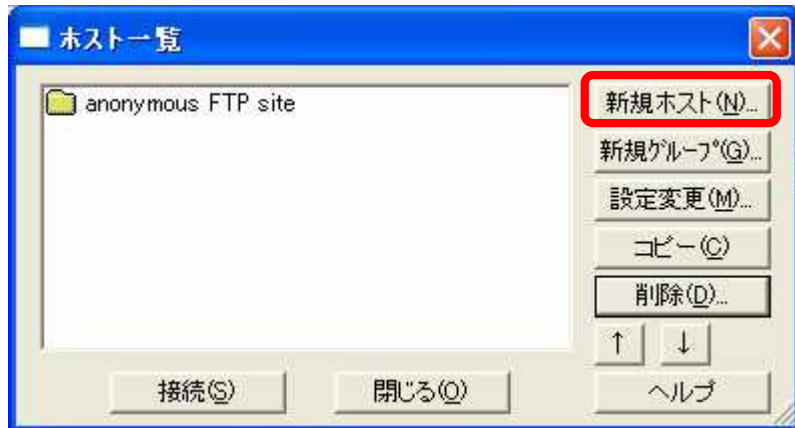 ホスト一覧
anonymous FTP site
新規ホスト(N)...
新規グループ(G)...
設定変更(M)...
コピー(C)
削除(D)...
↑ ↓
接続(S) 閉じる(O) ヘルプ